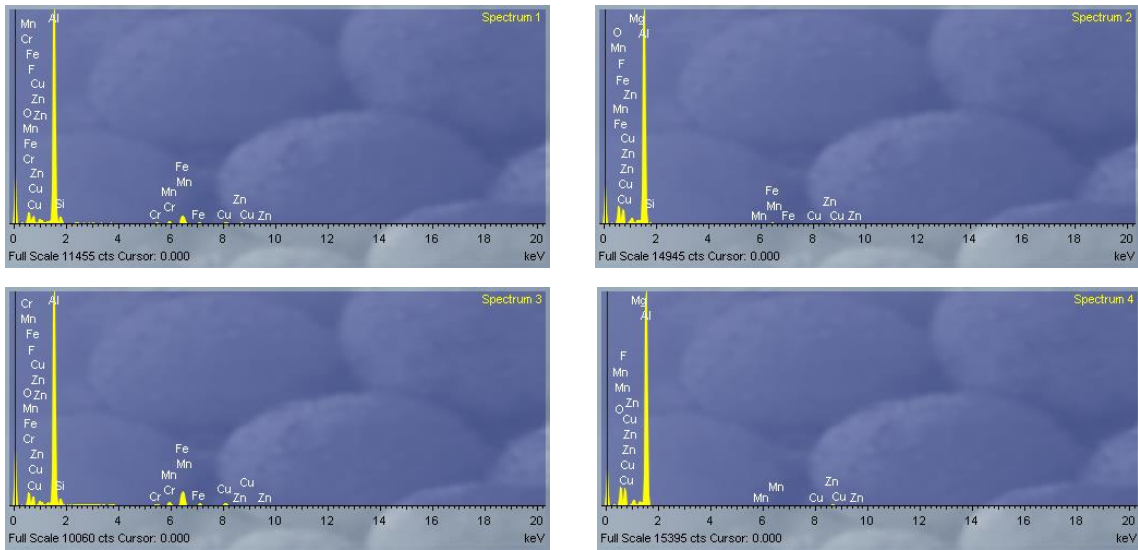 Mn Al Spectrum 1
Cr
Fe
F
Cu
Zn
O Zn
Mn
Fe Fe
Cr Mn
Zn Mn Zn
Cu Cr
Cu Si Cr Fe Cu Cu Zn
0 2 4 6 8 10 12 14 16 18 20
Full Scale 11455 cts Cursor: 0.000 keV
Mg Spectrum 2
O Al
Mn
F
Fe
Zn
Mn
Fe
Cu
Zn
Zn Fe
Cu Mn Zn
Cu Si Mn Fe Cu Cu Zn
0 2 4 6 8 10 12 14 16 18 20
Full Scale 14945 cts Cursor: 0.000 keV
Cr Al Spectrum 3
Mn
Fe
F
Cu
Zn
O Zn
Mn
Fe
Cr Fe
Zn Mn
Cu Mn Cu
Cu Si Cr Cu
Cr Fe Zn Zn
0 2 4 6 8 10 12 14 16 18 20
Full Scale 10060 cts Cursor: 0.000 keV
Mg Spectrum 4
Al
F
Mn
Mn
Zn
O
Cu
Zn
Zn
Cu Mn Zn
Cu Mn Cu Cu Zn
0 2 4 6 8 10 12 14 16 18 20
Full Scale 15395 cts Cursor: 0.000 keV